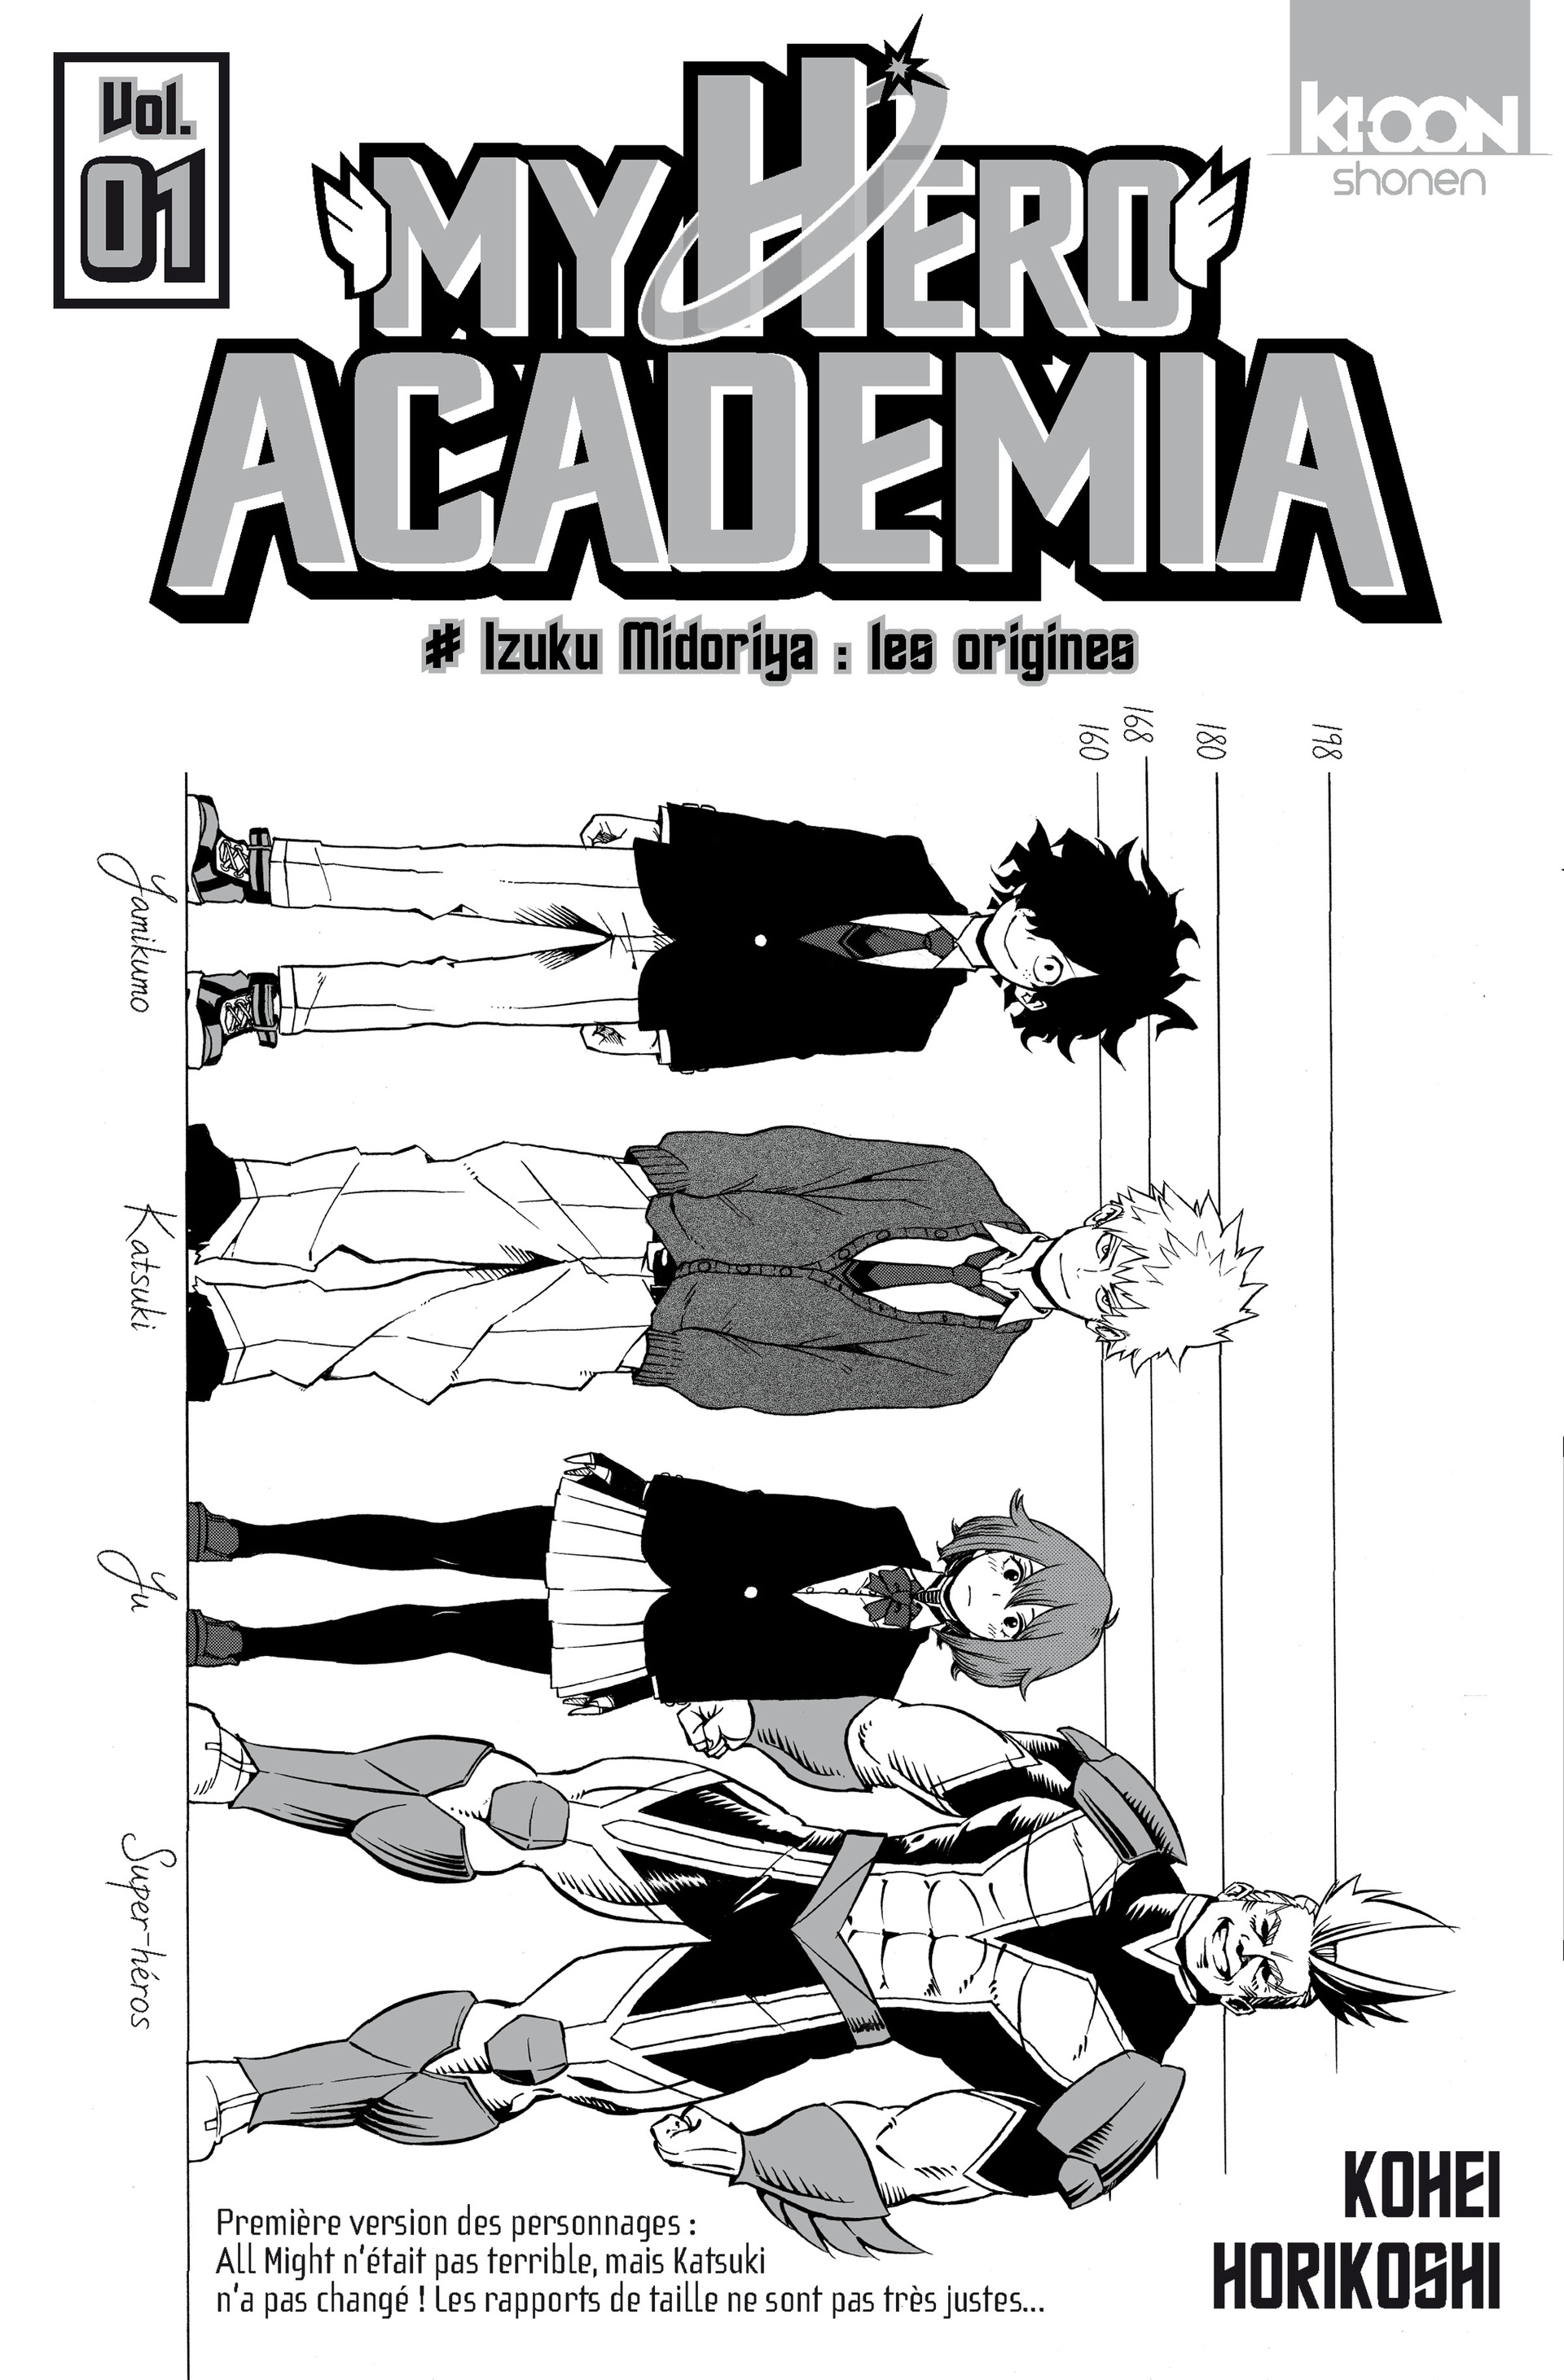 Vol.
01
KI-OON
shonen
MY HERO
ACADEMIA
# Izuku Midoriya : les origines
160
168
180
198
Yamikumo
Katsuki
Yu
Super-héros
Première version des personnages :
All Might n'était pas terrible, mais Katsuki
n'a pas changé ! Les rapports de taille ne sont pas très justes...
KOHEI
HORIKOSHI